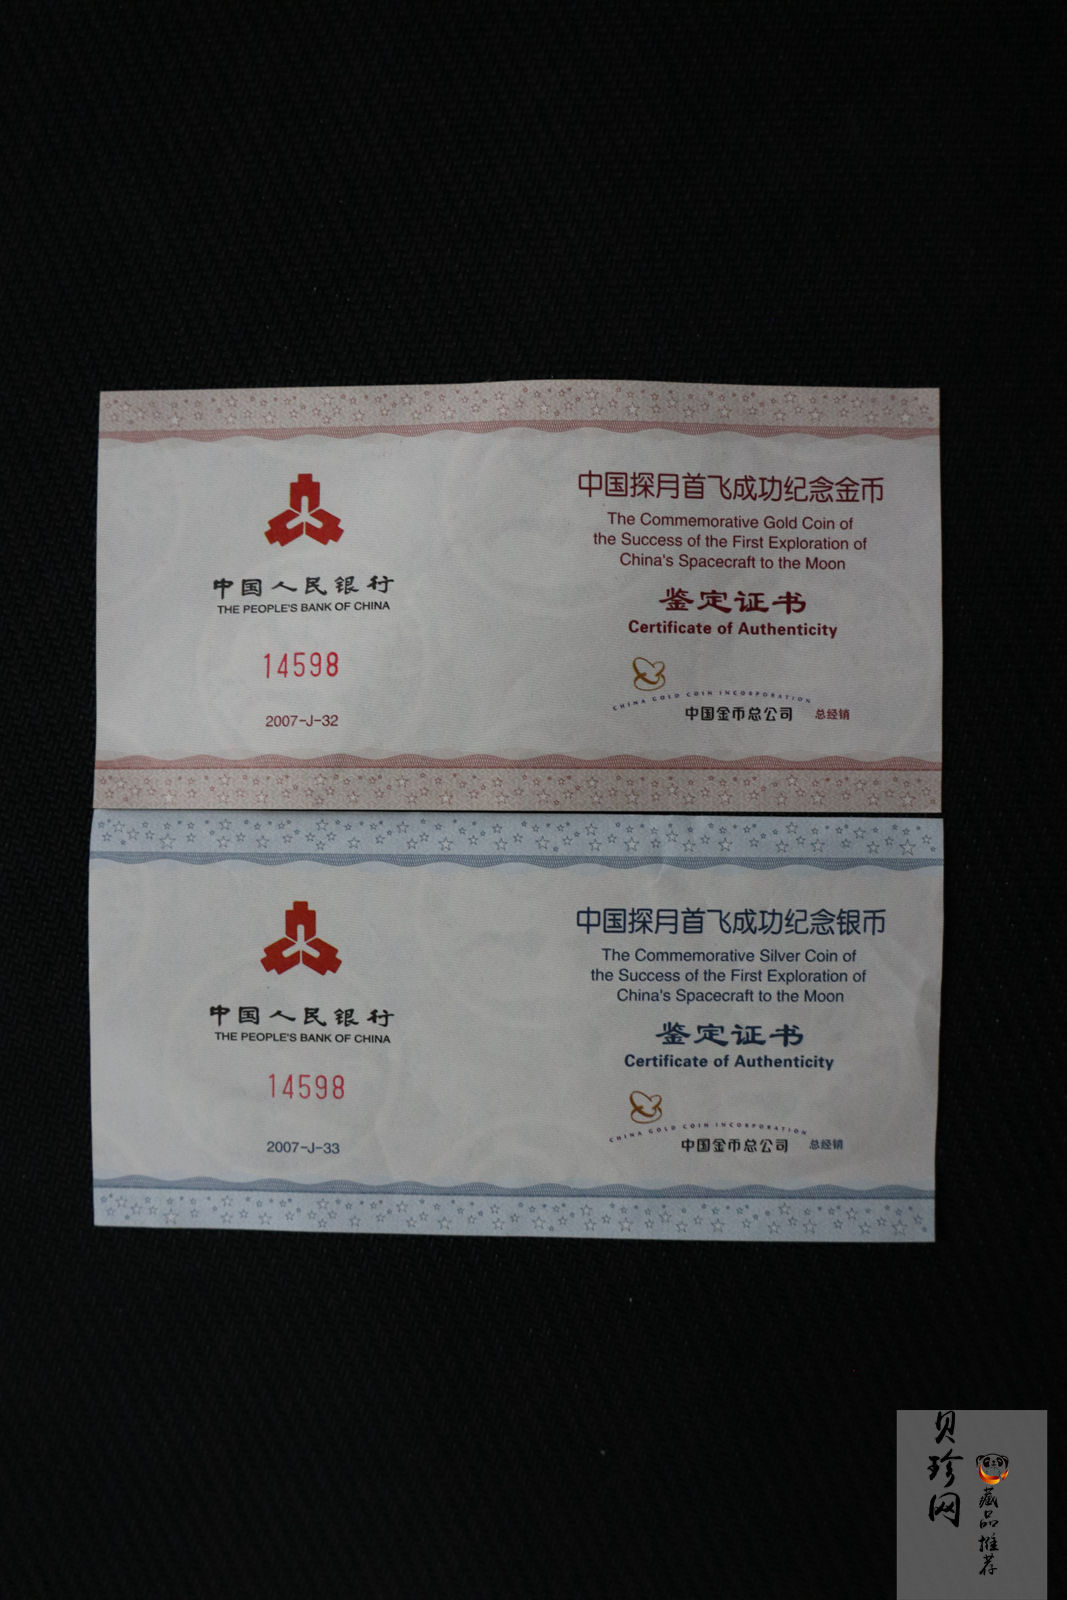 中国人民银行
THE PEOPLE'S BANK OF CHINA
14598
2007-J-32
中国探月首飞成功纪念金币
The Commemorative Gold Coin of
the Success of the First Exploration of
China's Spacecraft to the Moon
鉴定证书
Certificate of Authenticity
CHINA GOLD COIN INCORPORATION
中国金币总公司 总经销
中国人民银行
THE PEOPLE'S BANK OF CHINA
14598
2007-J-33
中国探月首飞成功纪念银币
The Commemorative Silver Coin of
the Success of the First Exploration of
China's Spacecraft to the Moon
鉴定证书
Certificate of Authenticity
CHINA GOLD COIN INCORPORATION
中国金币总公司 总经销
贝珍网
藏品推荐